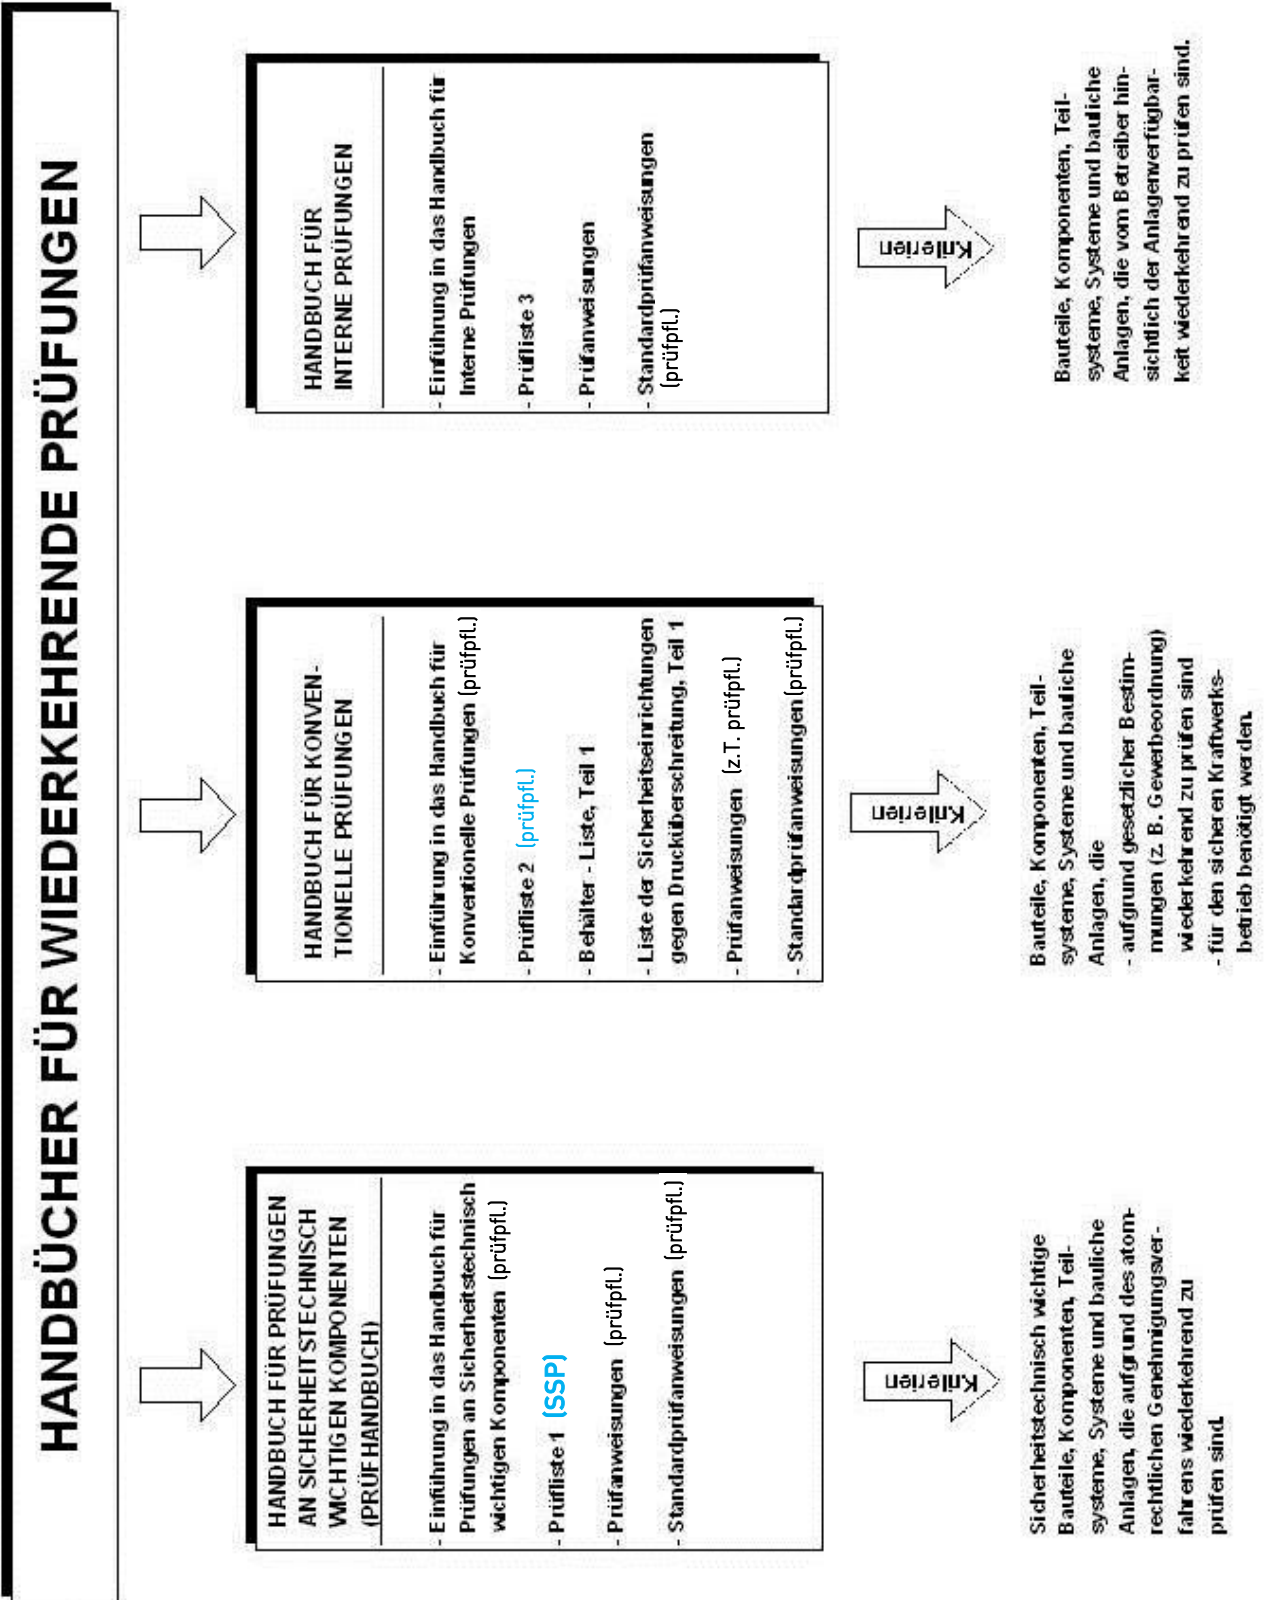 HANDBÜCHER FÜR WIEDERKEHRENDE PRÜFUNGEN
HANDBUCH FÜR PRÜFUNGEN
AN SICHERHEITSTECHNISCH
WICHTIGEN KOMPONENTEN
(PRÜFHANDBUCH)
- Einführung in das Handbuch für
Prüfungen an Sicherheitstechnisch
wichtigen Komponenten (prüfpfl.)
- Prüfliste 1 (SSP)
- Prüfanweisungen (prüfpfl.)
- Standardprüfanweisungen (prüfpfl.)
Kriterien
Sicherheitstechnisch wichtige
Bauteile, Komponenten, Teil-
systeme, Systeme und bauliche
Anlagen, die aufgrund des atom-
rechtlichen Genehmigungsver-
fahrens wiederkehrend zu
prüfen sind.
HANDBUCH FÜR KONVEN-
TIONELLE PRÜFUNGEN
- Einführung in das Handbuch für
Konventionelle Prüfungen (prüfpfl.)
- Prüfliste 2 (prüfpfl.)
- Behälter - Liste, Teil 1
- Liste der Sicherheitseinrichtungen
gegen Drucküberschreitung, Teil 1
- Prüfanweisungen (z.T. prüfpfl.)
- Standardprüfanweisungen (prüfpfl.)
Kriterien
Bauteile, Komponenten, Teil-
systeme, Systeme und bauliche
Anlagen, die
- aufgrund gesetzlicher Bestim-
mungen (z. B. Gewerbeordnung)
wiederkehrend zu prüfen sind
- für den sicheren Kraftwerks-
betrieb benötigt werden.
HANDBUCH FÜR
INTERNE PRÜFUNGEN
- Einführung in das Handbuch für
Interne Prüfungen
- Prüfliste 3
- Prüfanweisungen
- Standardprüfanweisungen
(prüfpfl.)
Kriterien
Bauteile, Komponenten, Teil-
systeme, Systeme und bauliche
Anlagen, die vom Betreiber hin-
sichtlich der Anlagenverfügbar-
keit wiederkehrend zu prüfen sind.